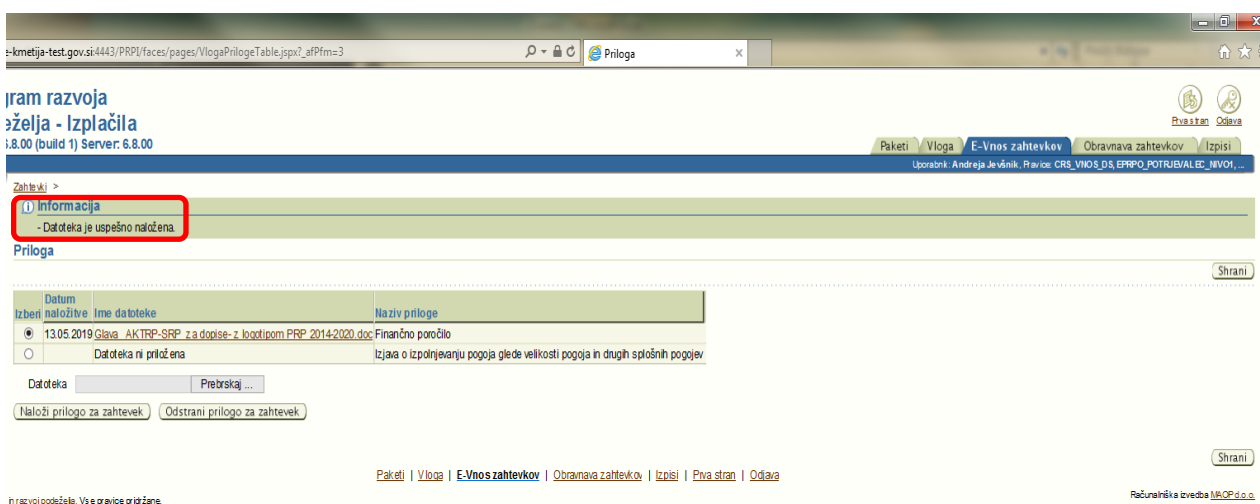 e-kmetija-test.gov.si:4443/PRPI/faces/pages/VlogaPrilogeTable.jspx?_afPfm=3 Priloga
gram razvoja
eželja - Izplačila
6.8.00 (build 1) Server: 6.8.00
Prva stran Odjava
Paketi Vloga E-Vnos zahtevkov Obravnava zahtevkov Izpisi
Uporabnik: Andreja Jevšnik, Pravice: CRS_VNOS_DS, EPRPO_POTRJEVALEC_NIVO1, ...
Zahtevki >
Informacija
- Datoteka je uspešno naložena.
Priloga
Shrani
Izberi Datum naložitve Ime datoteke Naziv priloge
13.05.2019 Glava_AKTRP-SRP_za dopise- z logotipom PRP 2014-2020.doc Finančno poročilo
Datoteka ni priložena Izjava o izpolnjevanju pogoja glede velikosti pogoja in drugih splošnih pogojev
Datoteka Prebrskaj ...
Naloži prilogo za zahtevek Odstrani prilogo za zahtevek
Shrani
Paketi | Vloga | E-Vnos zahtevkov | Obravnava zahtevkov | Izpisi | Prva stran | Odjava
in razvoj podeželja. Vse pravice pridržane.
Računalniška izvedba MAOP d.o.o.